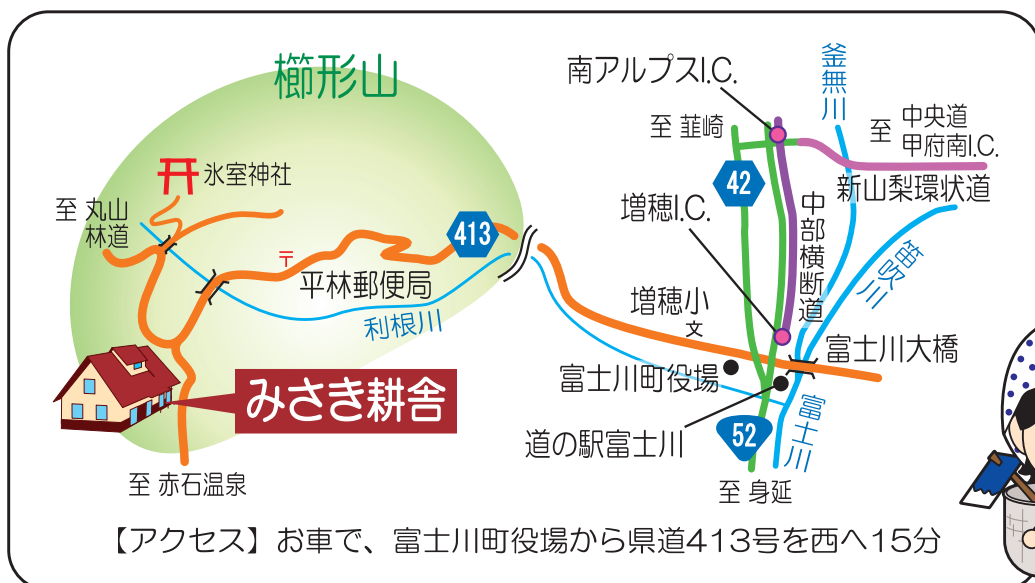 櫛形山
氷室神社
至 丸山
林道
〒
平林郵便局
利根川
413
みさき耕舎
至 赤石温泉
南アルプスI.C.
釜無川
至 韮崎
至 中央道
甲府南I.C.
42
新山梨環状道
増穂I.C.
中部横断道
笛吹川
増穂小
文
富士川大橋
富士川町役場
富士川
道の駅富士川
52
至 身延
【アクセス】お車で、富士川町役場から県道413号を西へ15分